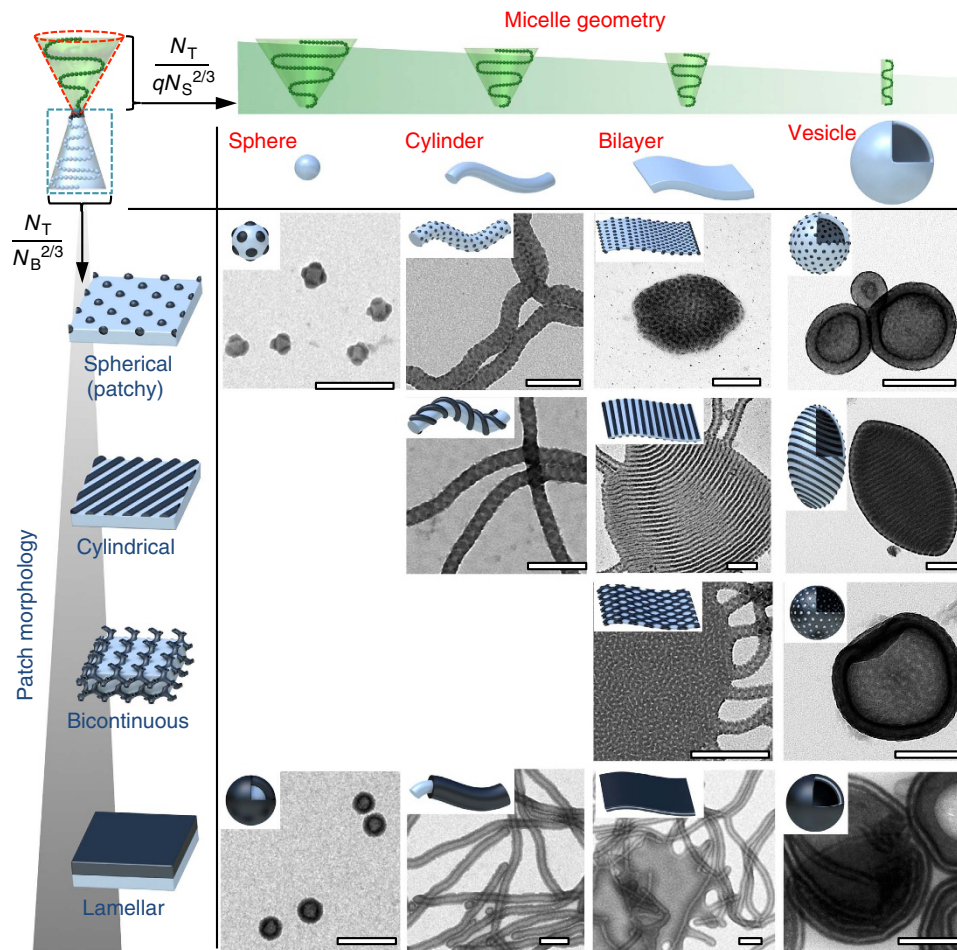 Micelle geometry
N_T
qN_S^2/3
Sphere
Cylinder
Bilayer
Vesicle
N_T
N_B^2/3
Spherical
(patchy)
Cylindrical
Bicontinuous
Lamellar
Patch morphology